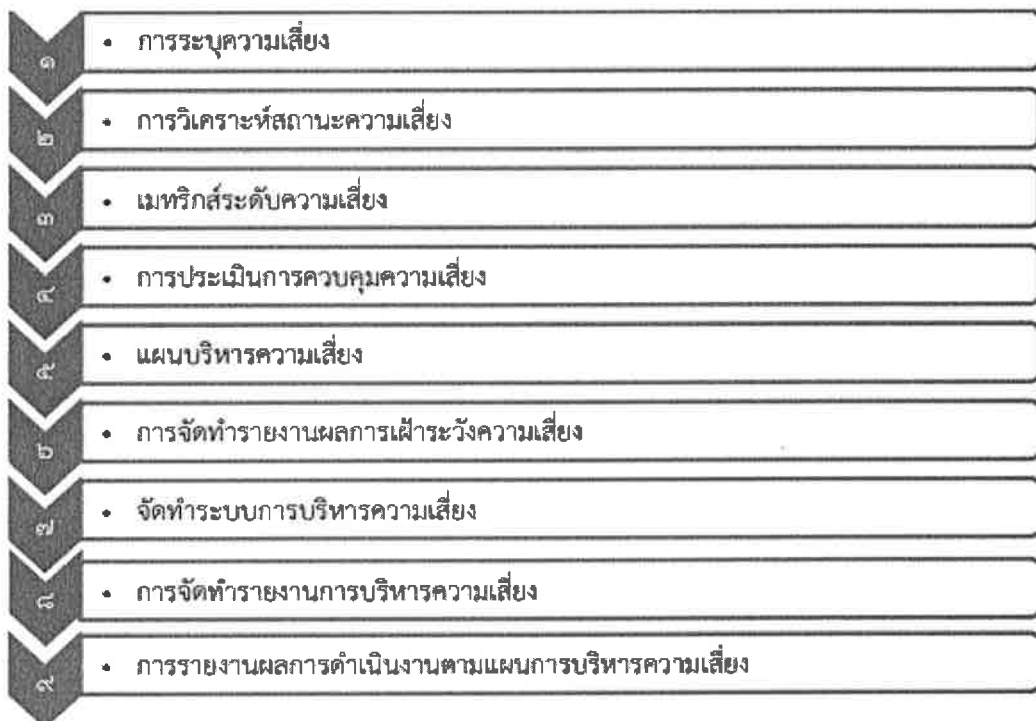 ๑ • การระบุความเสี่ยง
๒ • การวิเคราะห์สถานะความเสี่ยง
๓ • เมทริกส์ระดับความเสี่ยง
๔ • การประเมินการควบคุมความเสี่ยง
๕ • แผนบริหารความเสี่ยง
๖ • การจัดทำรายงานผลการเฝ้าระวังความเสี่ยง
๗ • จัดทำระบบการบริหารความเสี่ยง
๘ • การจัดทำรายงานการบริหารความเสี่ยง
๙ • การรายงานผลการดำเนินงานตามแผนการบริหารความเสี่ยง